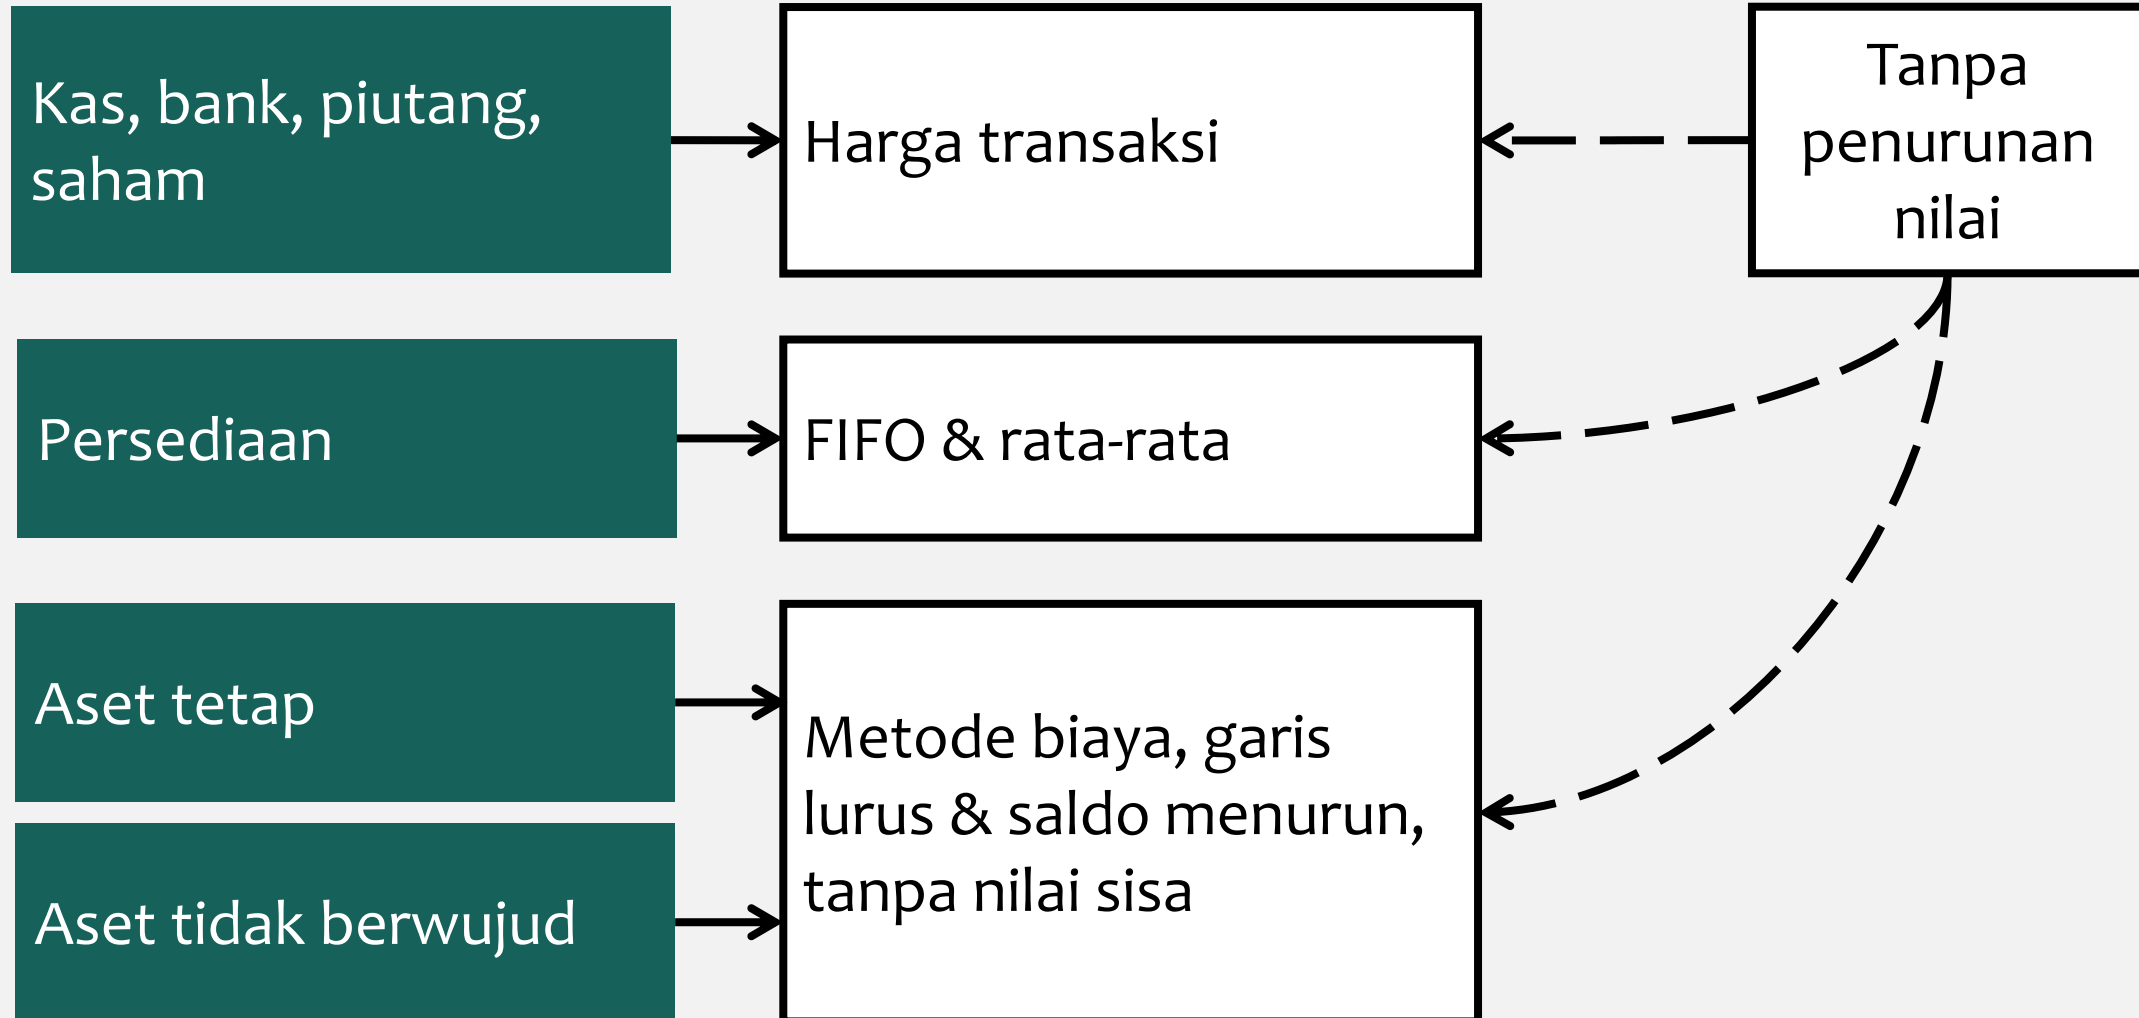 Kas, bank, piutang,
saham
Harga transaksi
Tanpa
penurunan
nilai
Persediaan
FIFO & rata-rata
Aset tetap
Metode biaya, garis
lurus & saldo menurun,
tanpa nilai sisa
Aset tidak berwujud